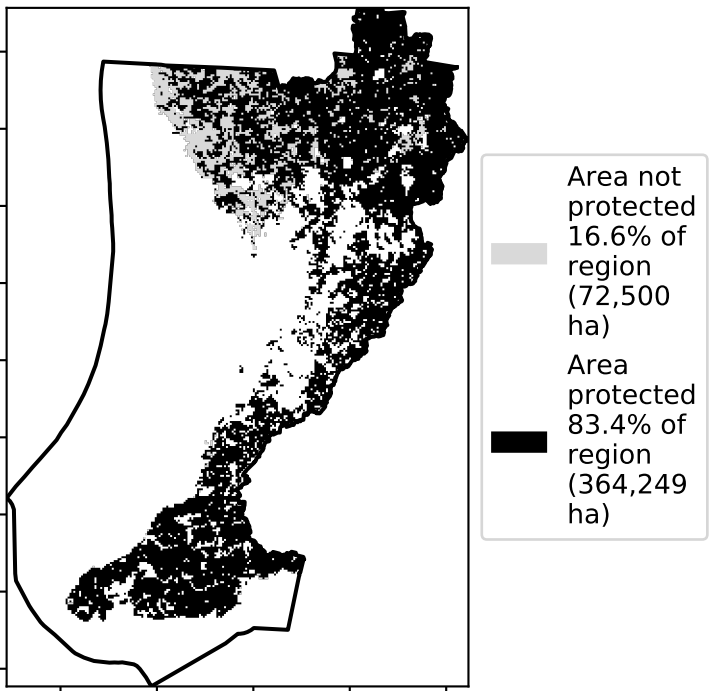 Area not
protected
16.6% of
region
(72,500
ha)
Area
protected
83.4% of
region
(364,249
ha)